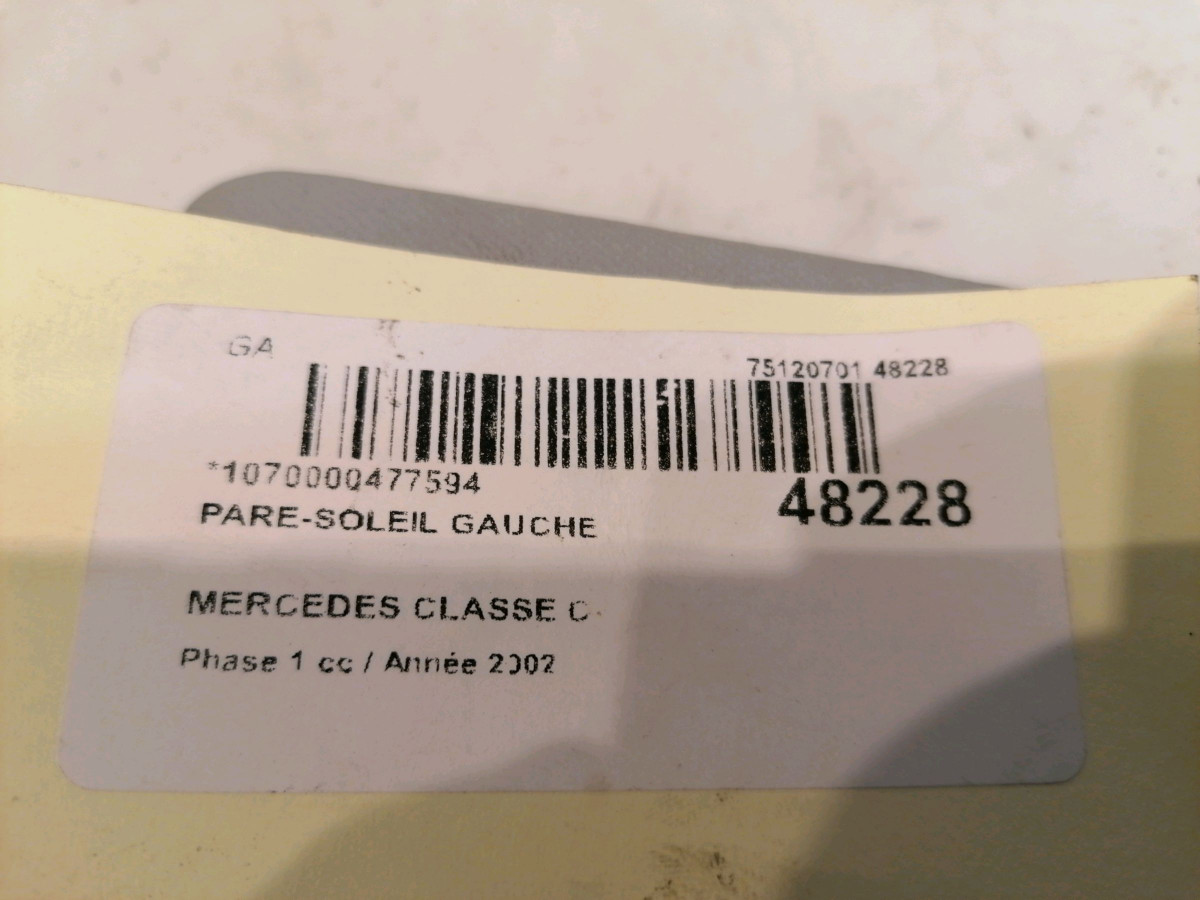 GA
75120701 48228
*1070000477594
48228
PARE-SOLEIL GAUCHE
MERCEDES CLASSE C
Phase 1 cc / Année 2002